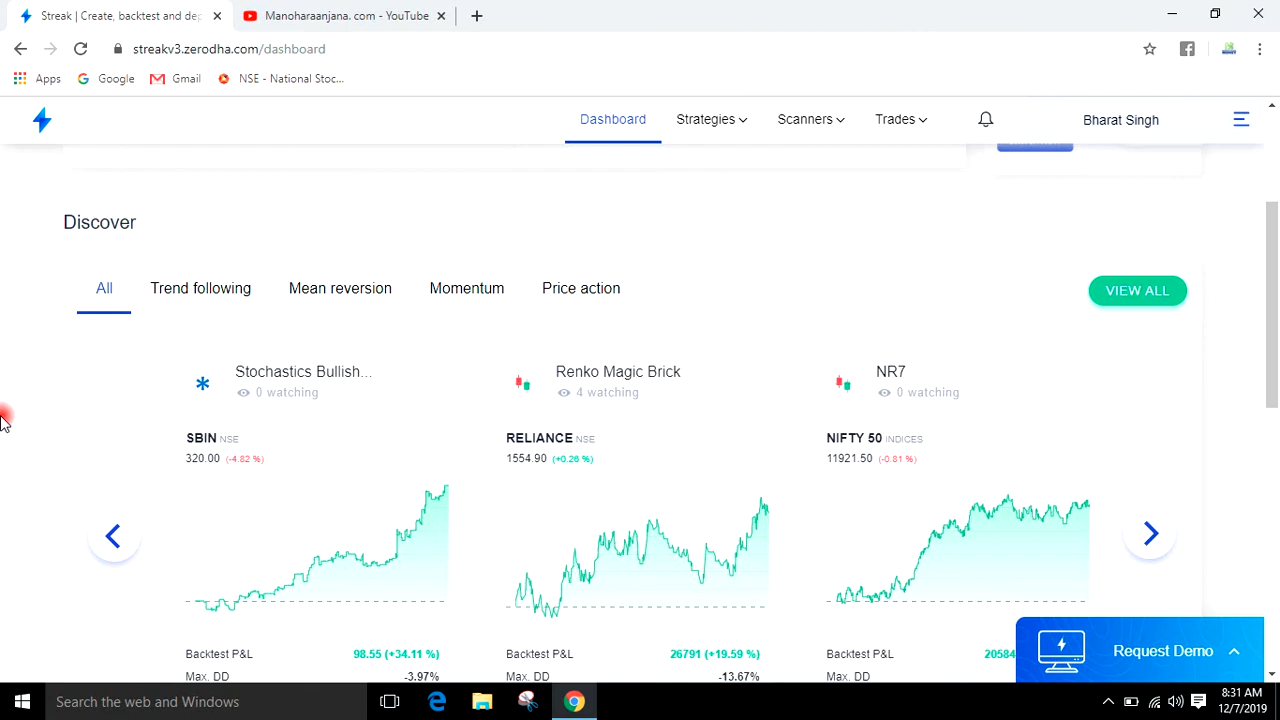 Streak | Create, backtest and dep
Manoharaanjana. com - YouTube
streakv3.zerodha.com/dashboard
Apps
Google
Gmail
NSE - National Stoc...
Dashboard
Strategies
Scanners
Trades
Bharat Singh
Discover
All
Trend following
Mean reversion
Momentum
Price action
VIEW ALL
Stochastics Bullish...
0 watching
Renko Magic Brick
4 watching
NR7
0 watching
SBIN NSE
320.00 (-4.82 %)
RELIANCE NSE
1554.90 (+0.26 %)
NIFTY 50 INDICES
11921.50 (-0.81 %)
Backtest P&L 98.55 (+34.11 %)
Max. DD -3.97%
Backtest P&L 26791 (+19.59 %)
Max. DD -13.67%
Backtest P&L 20584
Max. DD
Request Demo
Search the web and Windows
8:31 AM
12/7/2019